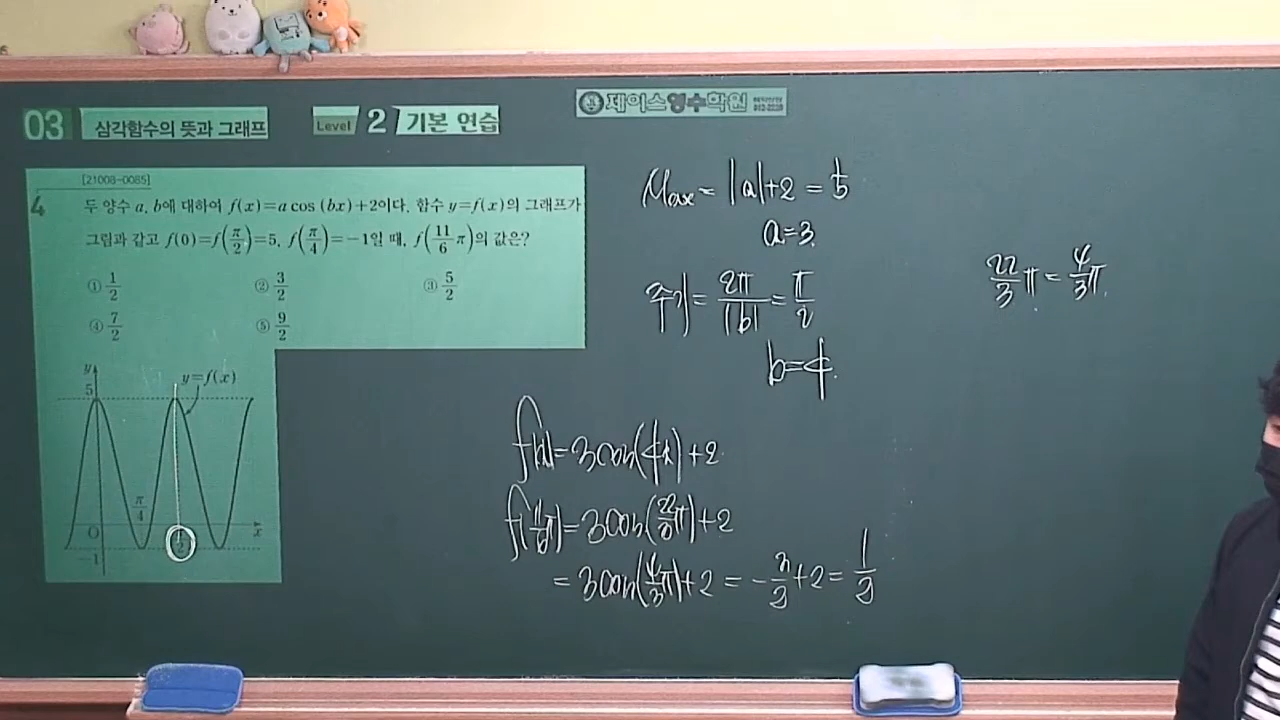 제이스영수학원
03 삼각함수의 뜻과 그래프 Level 2 기본 연습
[21008-0085]
4 두 양수 a, b에 대하여 f(x)=a cos (bx)+2이다. 함수 y=f(x)의 그래프가
그림과 같고 f(0)=f(π/2)=5, f(π/4)=-1일 때, f(11/6 π)의 값은?
① 1/2 ② 3/2 ③ 5/2
④ 7/2 ⑤ 9/2
y
y=f(x)
5
π/4
O
x
-1
Max = |a|+2 = 5
a=3.
주기 = 2π/|b| = π/2
b=4.
22/3 π = 4/3 π.
f(x)=3cos(4x)+2
f(11/6 π)=3cos(22/3 π)+2
=3cos(4/3 π)+2 = -3/2+2 = 1/2